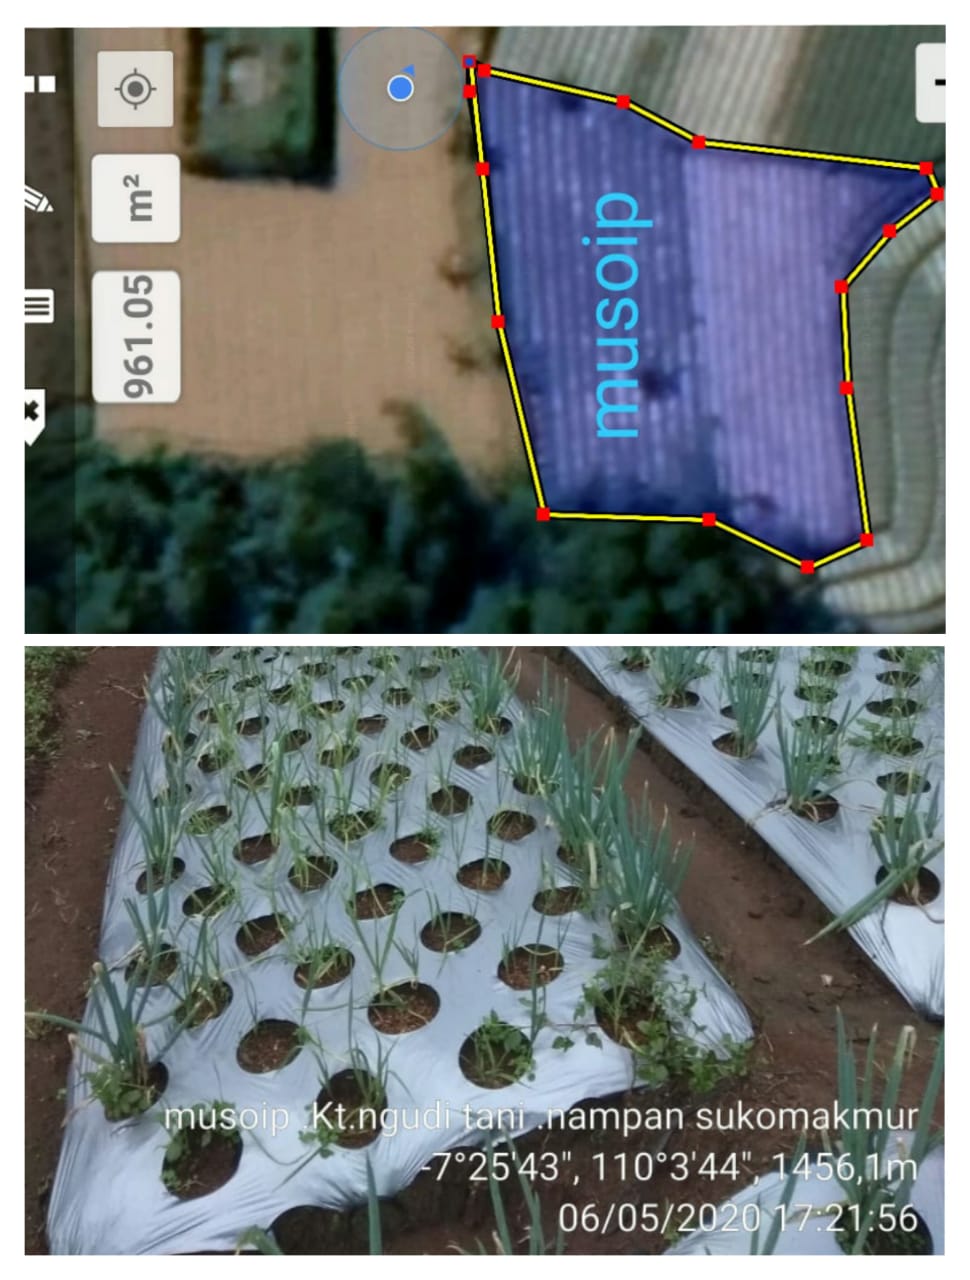 m²
961.05
musoip
musoip .Kt.ngudi tani .nampan sukomakmur
-7°25'43", 110°3'44", 1456,1m
06/05/2020 17:21:56